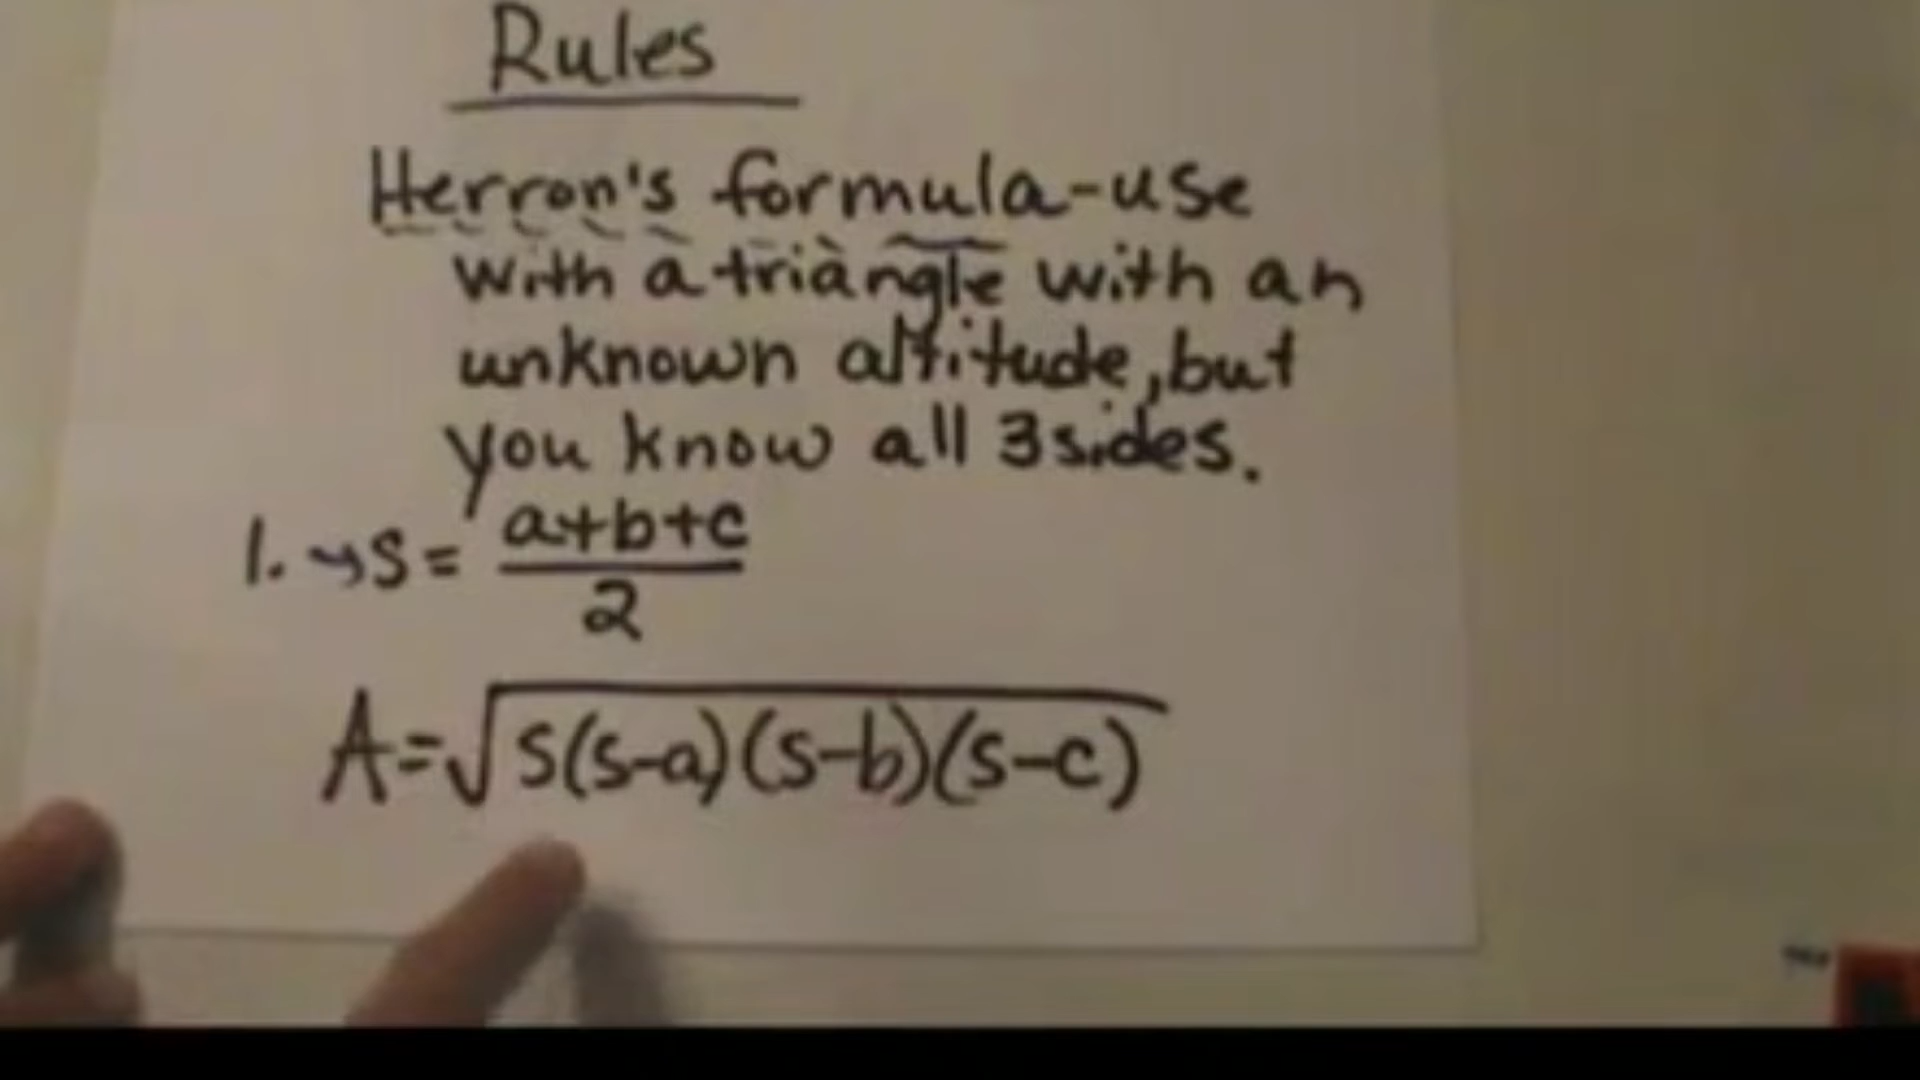 Rules
Herron's formula-use
with a triangle with an
unknown altitude, but
you know all 3 sides.
1. → S = a+b+c
2
A=√S(s-a)(s-b)(s-c)